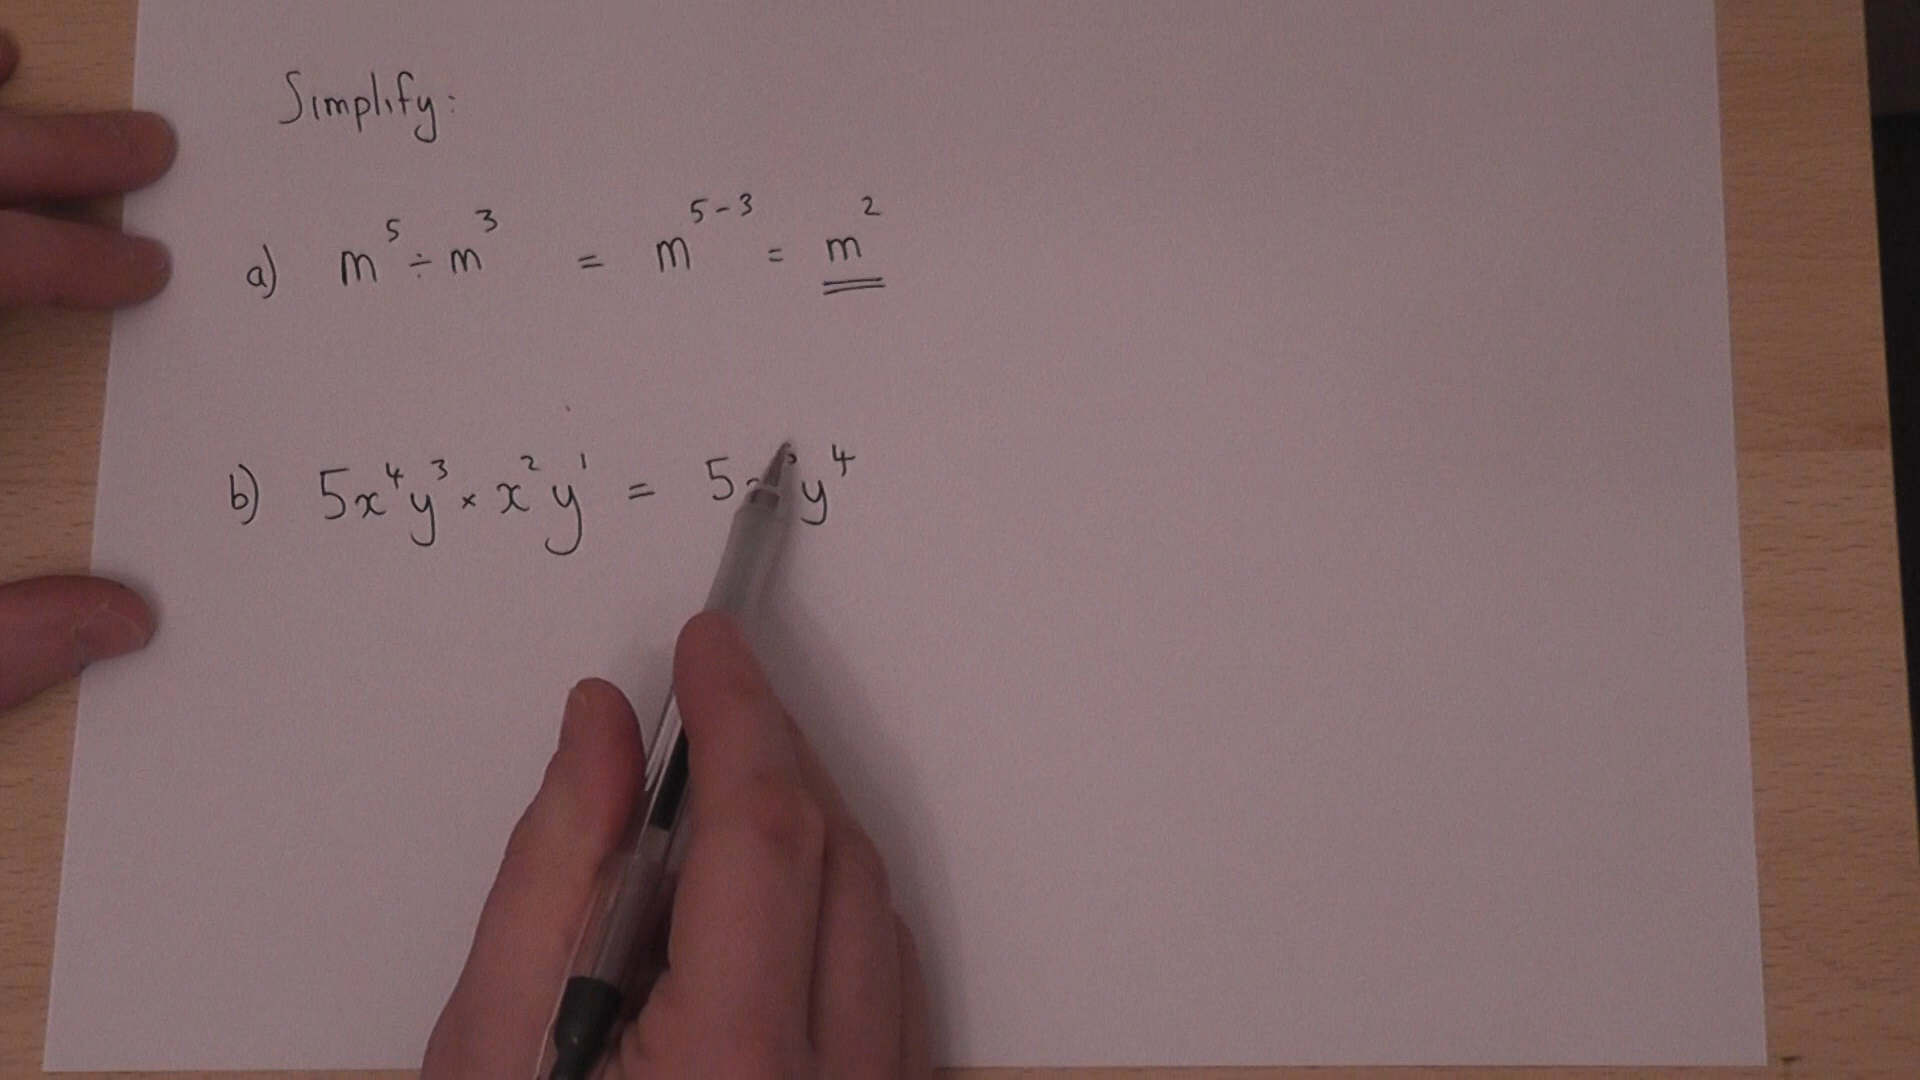 Simplify:
a) m⁵ ÷ m³ = m⁵⁻³ = m²
b) 5x⁴y³ × x²y¹ = 5 y⁴